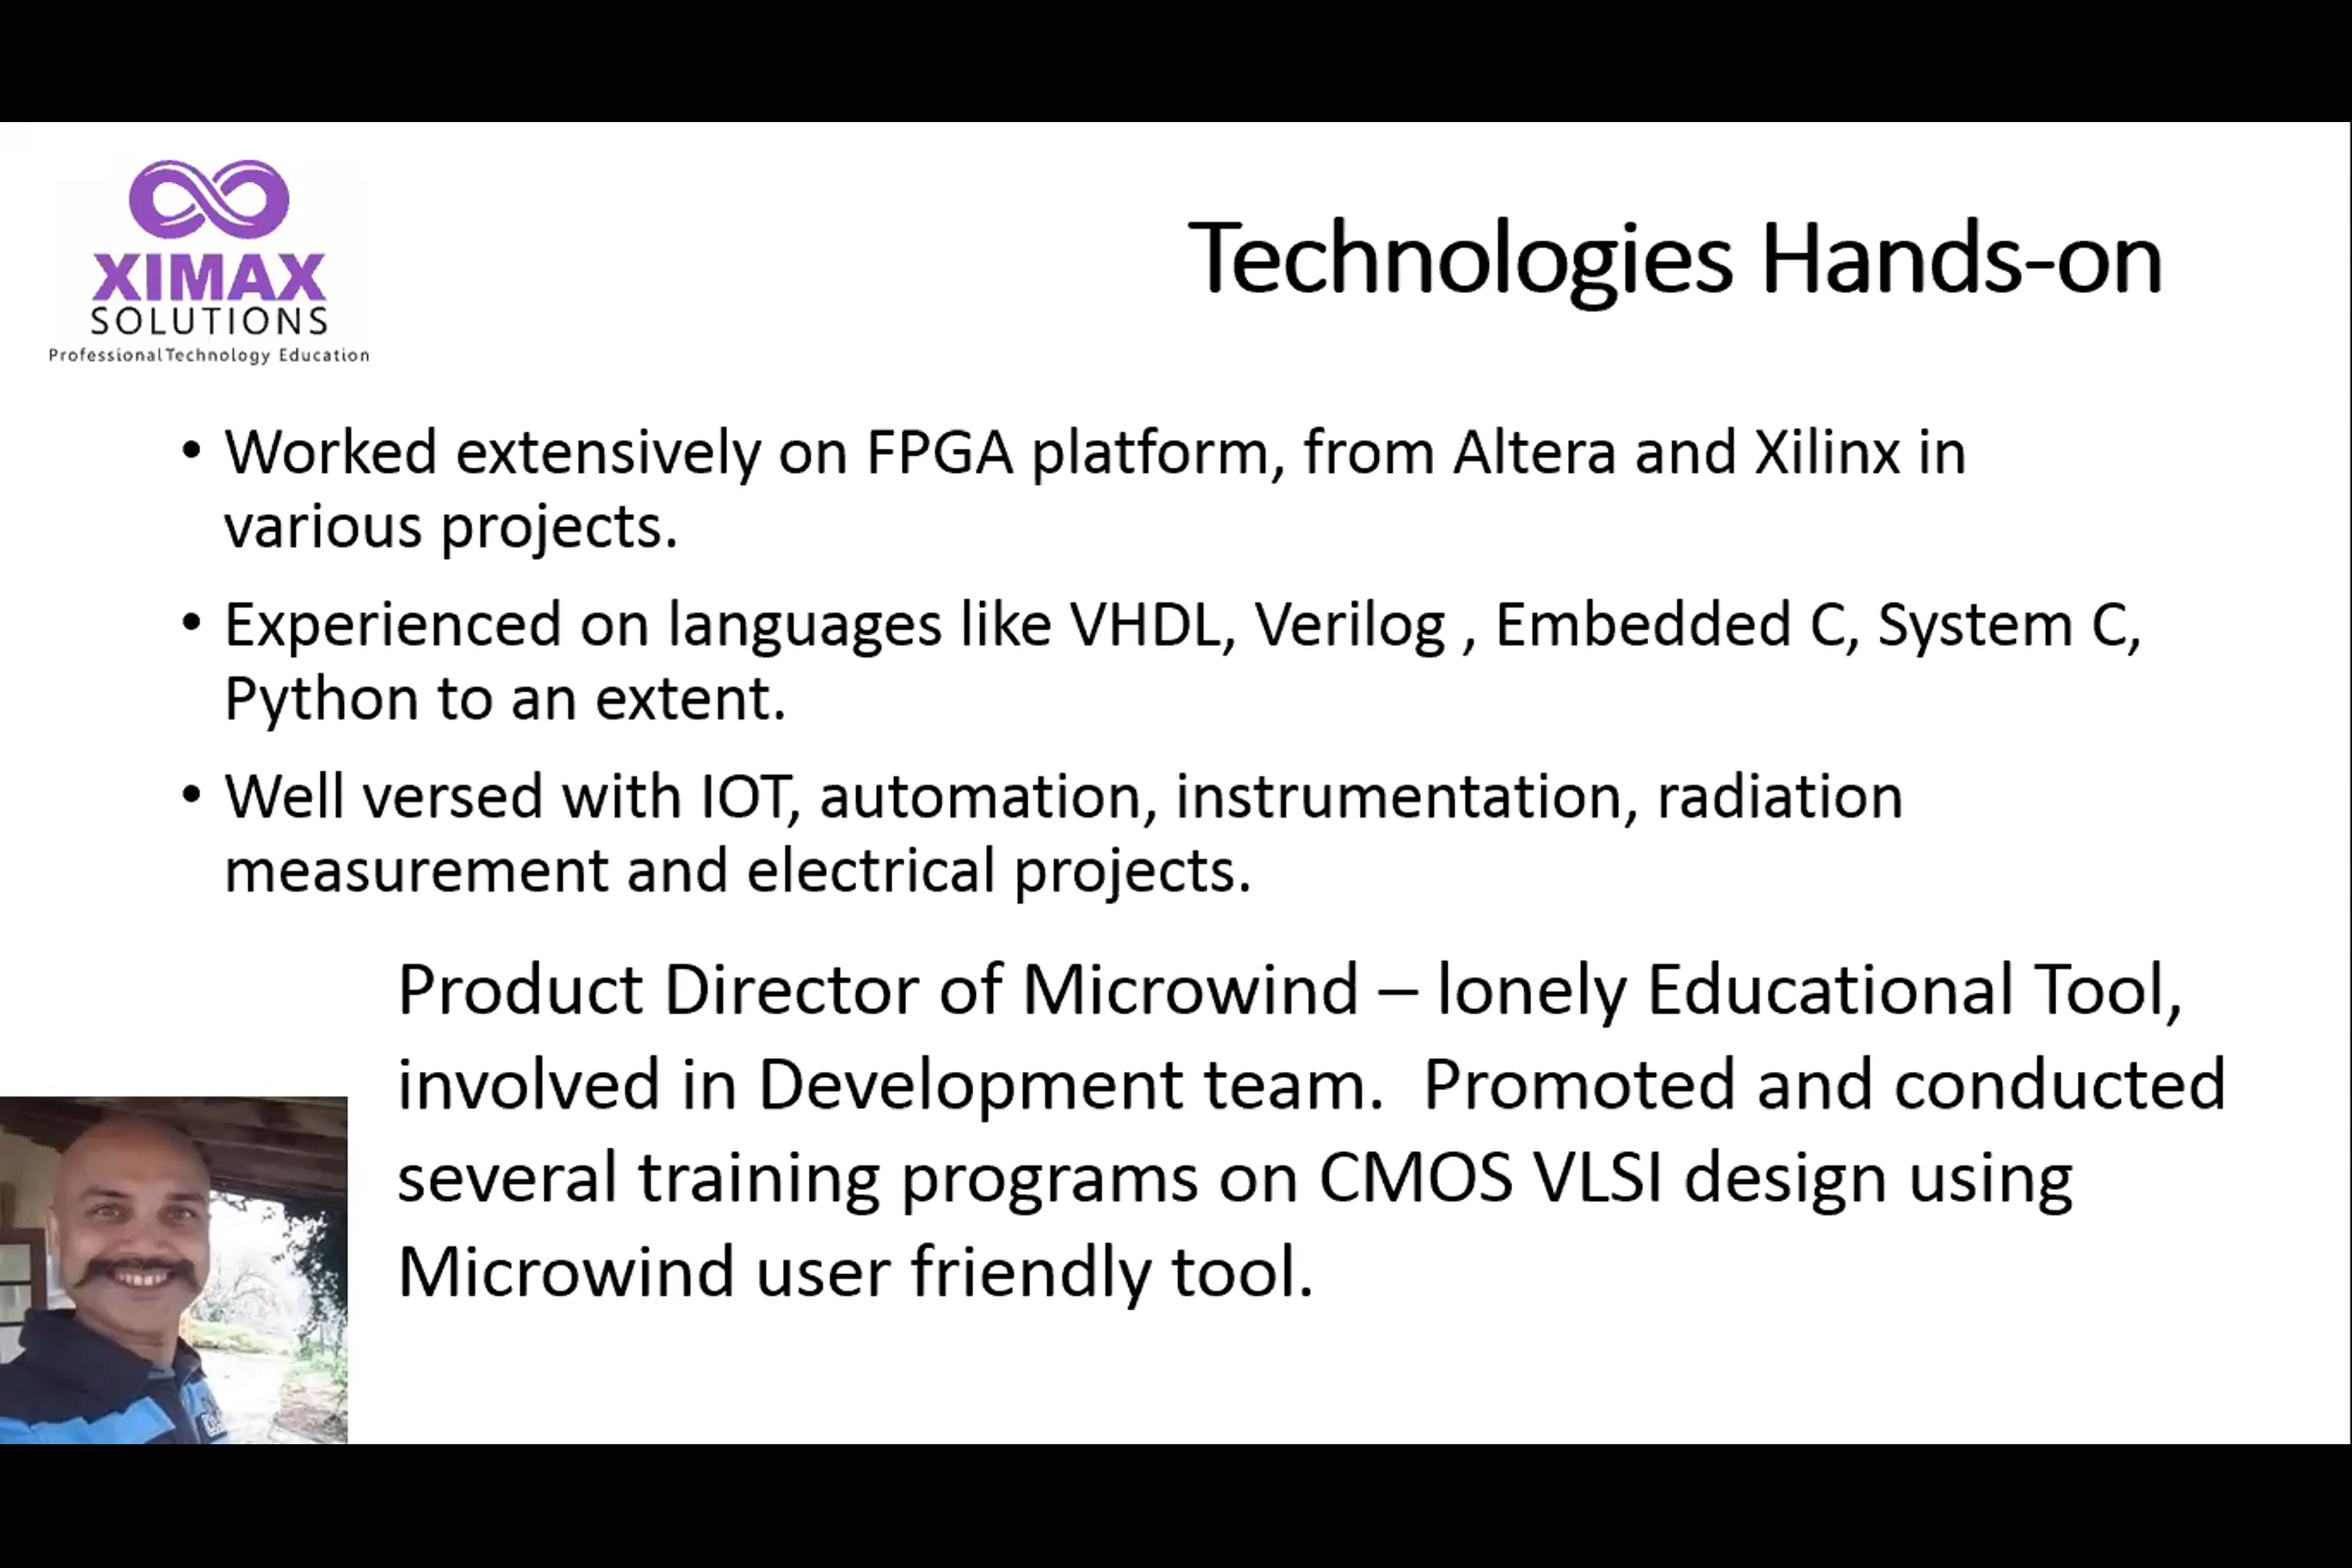 XIMAX
SOLUTIONS
Professional Technology Education
Technologies Hands-on
• Worked extensively on FPGA platform, from Altera and Xilinx in
various projects.
• Experienced on languages like VHDL, Verilog , Embedded C, System C,
Python to an extent.
• Well versed with IOT, automation, instrumentation, radiation
measurement and electrical projects.
Product Director of Microwind – lonely Educational Tool,
involved in Development team.  Promoted and conducted
several training programs on CMOS VLSI design using
Microwind user friendly tool.